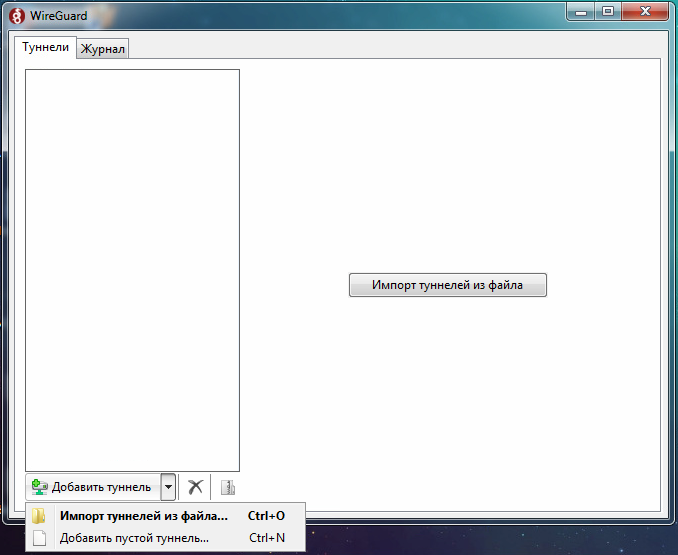 WireGuard
Туннели
Журнал
Импорт туннелей из файла
Добавить туннель
Импорт туннелей из файла... Ctrl+O
Добавить пустой туннель... Ctrl+N